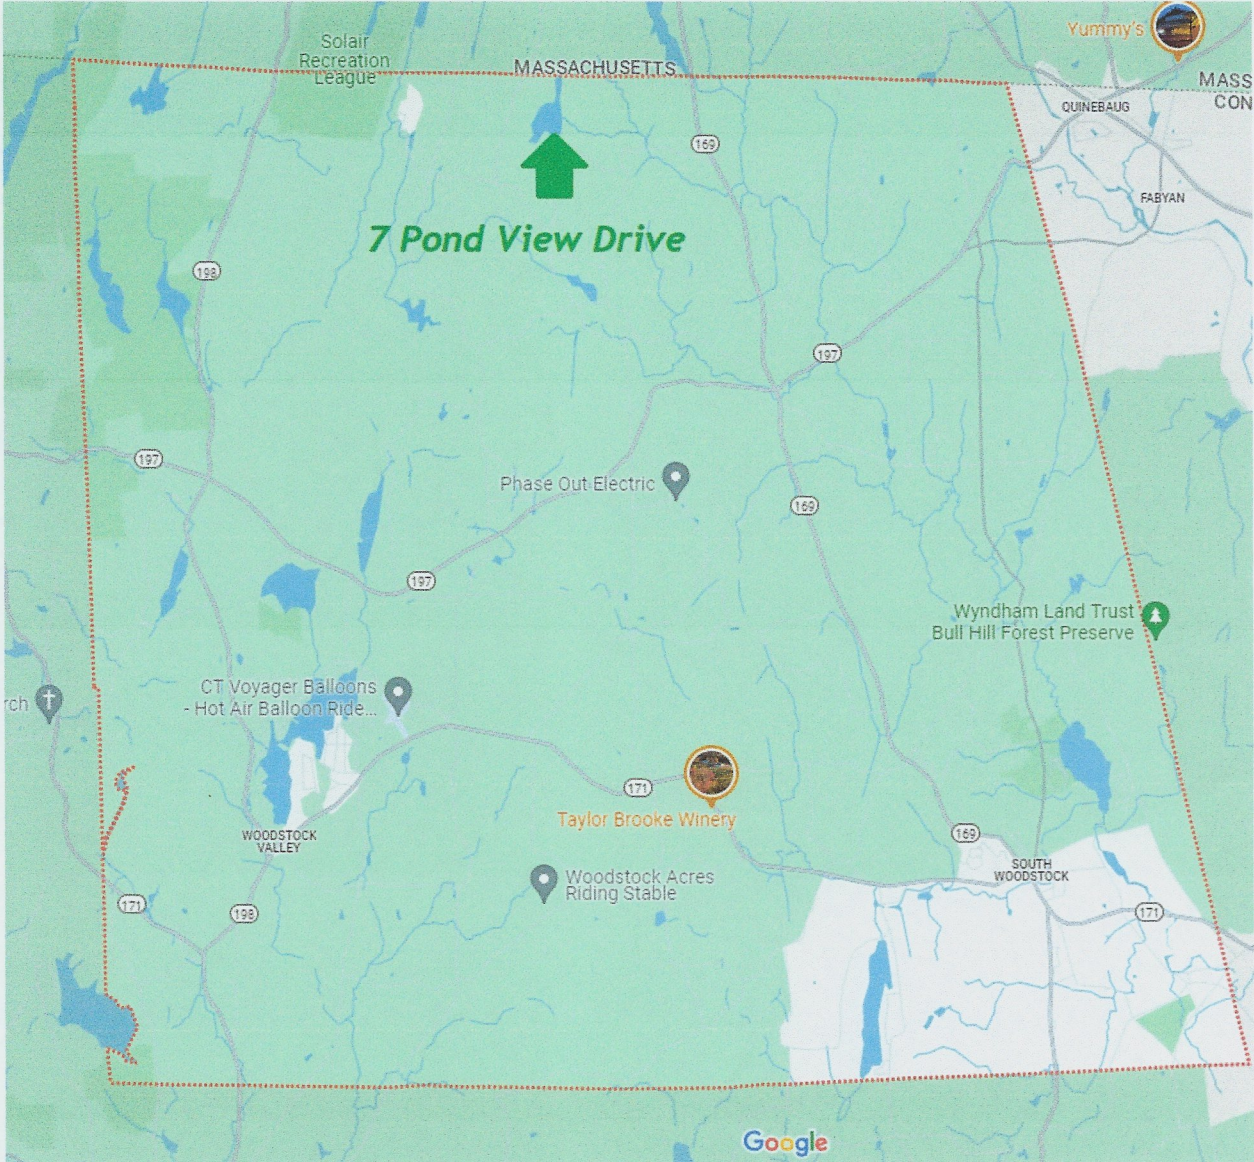 Yummy's
Solair
Recreation
League
MASSACHUSETTS
MASS
CON
QUINEBAUG
169
FABYAN
7 Pond View Drive
198
197
197
Phase Out Electric
169
197
Wyndham Land Trust
Bull Hill Forest Preserve
CT Voyager Balloons
- Hot Air Balloon Ride...
rch
171
Taylor Brooke Winery
WOODSTOCK
VALLEY
169
SOUTH
WOODSTOCK
Woodstock Acres
Riding Stable
171
198
171
Google